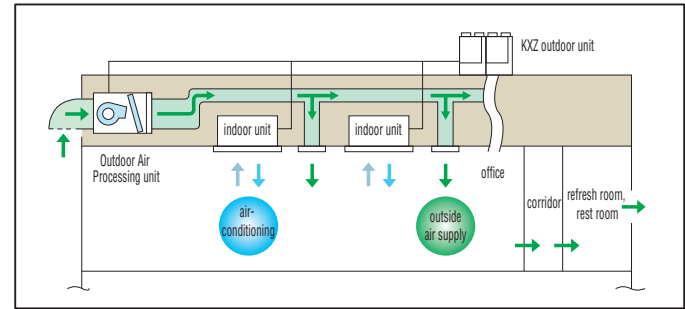 KXZ outdoor unit
indoor unit
indoor unit
Outdoor Air
Processing unit
office
air-
conditioning
outside
air supply
corridor
refresh room,
rest room